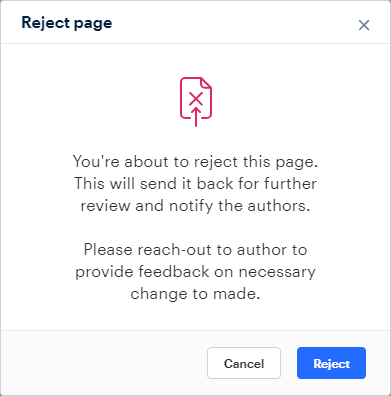 Reject page
You're about to reject this page.
This will send it back for further
review and notify the authors.
Please reach-out to author to
provide feedback on necessary
change to made.
Cancel
Reject